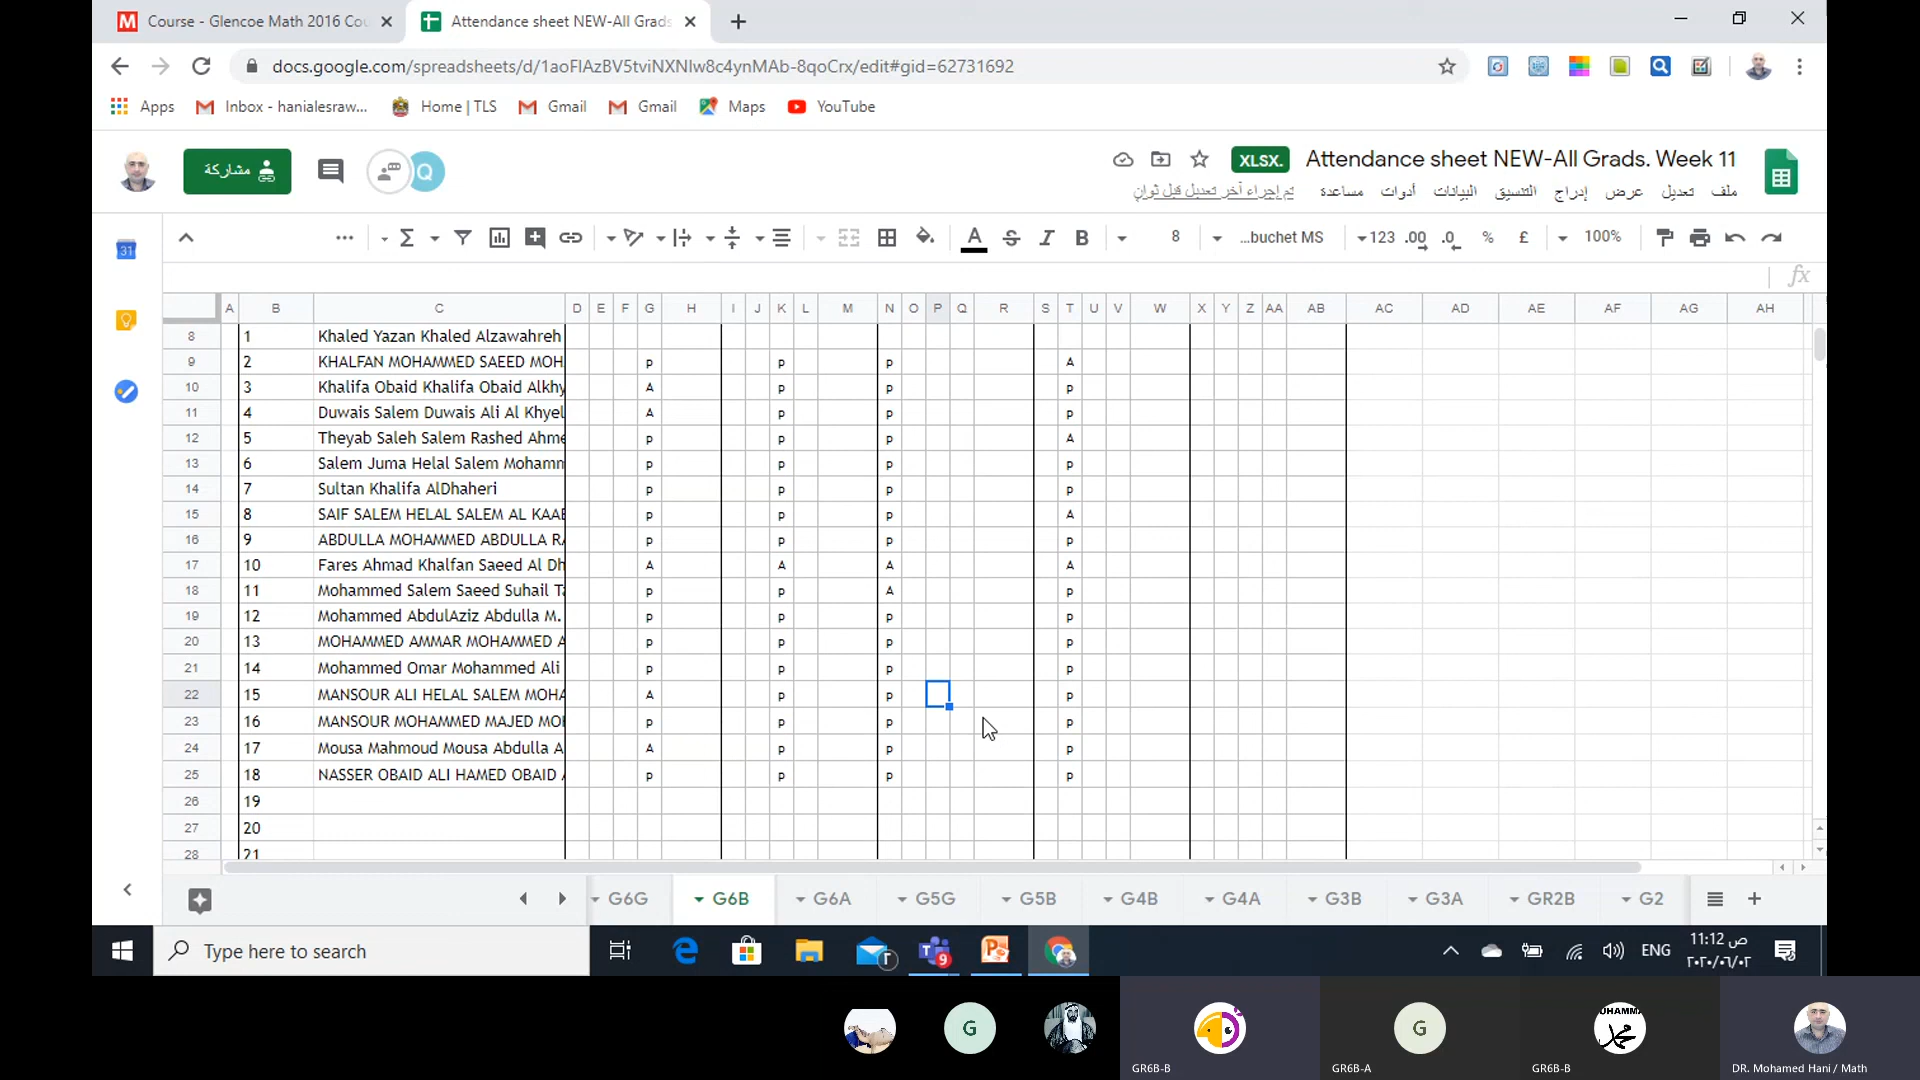 Course - Glencoe Math 2016 Cou
Attendance sheet NEW-All Grads.
docs.google.com/spreadsheets/d/1aoFlAzBV5tviNXNlw8c4ynMAb-8qoCrx/edit#gid=62731692
Apps
Inbox - hanialesraw...
Home | TLS
Gmail
Gmail
Maps
YouTube
مشاركة
Q
.XLSX
Attendance sheet NEW-All Grads. Week 11
ملف تعديل عرض إدراج التنسيق البيانات أدوات مساعدة
تم إجراء آخر تعديل قبل ثوانٍ
31
8
...buchet MS
123
.00
.0
%
£
100%
fx
A B C D E F G H I J K L M N O P Q R S T U V W X Y Z AA AB AC AD AE AF AG AH
8 1 Khaled Yazan Khaled Alzawahreh
9 2 KHALFAN MOHAMMED SAEED MOH p p p A
10 3 Khalifa Obaid Khalifa Obaid Alkhy A p p p
11 4 Duwais Salem Duwais Ali Al Khyel A p p p
12 5 Theyab Saleh Salem Rashed Ahme p p p A
13 6 Salem Juma Helal Salem Mohamm p p p p
14 7 Sultan Khalifa AlDhaheri p p p p
15 8 SAIF SALEM HELAL SALEM AL KAAE p p p A
16 9 ABDULLA MOHAMMED ABDULLA RA p p p p
17 10 Fares Ahmad Khalfan Saeed Al Dh A A A A
18 11 Mohammed Salem Saeed Suhail Ta p p A p
19 12 Mohammed AbdulAziz Abdulla M. p p p p
20 13 MOHAMMED AMMAR MOHAMMED A p p p p
21 14 Mohammed Omar Mohammed Ali p p p p
22 15 MANSOUR ALI HELAL SALEM MOHA A p p p
23 16 MANSOUR MOHAMMED MAJED MOH p p p p
24 17 Mousa Mahmoud Mousa Abdulla A A p p p
25 18 NASSER OBAID ALI HAMED OBAID A p p p p
26 19
27 20
28 21
G6G G6B G6A G5G G5B G4B G4A G3B G3A GR2B G2
Type here to search
9
ENG
11:12 ص
٢٠٢٠/٠٦/٠٢
G
G
UHAMMA
GR6B-B
GR6B-A
GR6B-B
DR. Mohamed Hani / Math